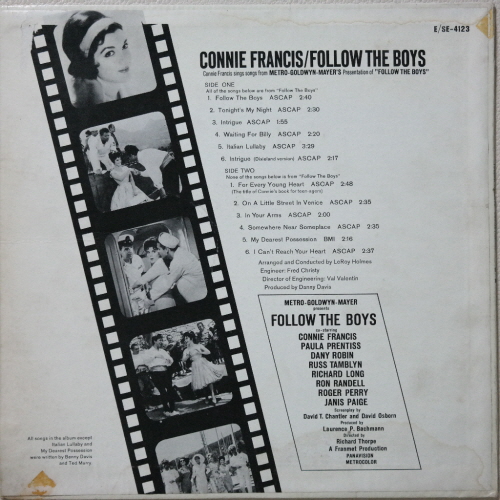 E/SE-4123
CONNIE FRANCIS/FOLLOW THE BOYS
Connie Francis sings songs from METRO-GOLDWYN-MAYER'S Presentation of "FOLLOW THE BOYS"
SIDE ONE
All of the songs below are from "Follow The Boys"
1. Follow The Boys ASCAP 2:40
2. Tonight's My Night ASCAP 2:30
3. Intrigue ASCAP 1:55
4. Waiting For Billy ASCAP 2:20
5. Italian Lullaby ASCAP 3:29
6. Intrigue (Dixieland version) ASCAP 2:17
SIDE TWO
None of the songs below is from "Follow The Boys"
1. For Every Young Heart ASCAP 2:48
(The title of Connie's book for teen-agers)
2. On A Little Street In Venice ASCAP 2:35
3. In Your Arms ASCAP 2:00
4. Somewhere Near Someplace ASCAP 2:35
5. My Dearest Possession BMI 2:16
6. I Can't Reach Your Heart ASCAP 2:37
Arranged and Conducted by LeRoy Holmes
Engineer: Fred Christy
Director of Engineering: Val Valentin
Produced by Danny Davis
METRO-GOLDWYN-MAYER
presents
FOLLOW THE BOYS
co-starring
CONNIE FRANCIS
PAULA PRENTISS
DANY ROBIN
RUSS TAMBLYN
RICHARD LONG
RON RANDELL
ROGER PERRY
JANIS PAIGE
Screenplay by
David T. Chantler and David Osborn
Produced by
Laurence P. Bachmann
Directed by
Richard Thorpe
A Franmet Production
PANAVISION
METROCOLOR
All songs in the album except
Italian Lullaby and
My Dearest Possession
were written by Benny Davis
and Ted Murry